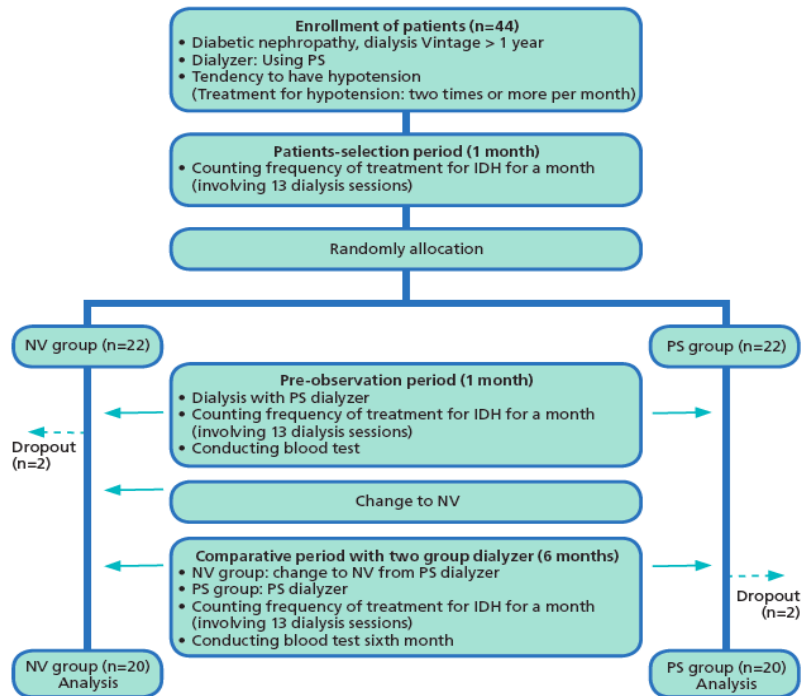 Enrollment of patients (n=44)
• Diabetic nephropathy, dialysis Vintage > 1 year
• Dialyzer: Using PS
• Tendency to have hypotension
(Treatment for hypotension: two times or more per month)
Patients-selection period (1 month)
• Counting frequency of treatment for IDH for a month
(involving 13 dialysis sessions)
Randomly allocation
NV group (n=22)
PS group (n=22)
Pre-observation period (1 month)
• Dialysis with PS dialyzer
• Counting frequency of treatment for IDH for a month
(involving 13 dialysis sessions)
• Conducting blood test
Dropout
(n=2)
Change to NV
Comparative period with two group dialyzer (6 months)
• NV group: change to NV from PS dialyzer
• PS group: PS dialyzer
• Counting frequency of treatment for IDH for a month
(involving 13 dialysis sessions)
• Conducting blood test sixth month
Dropout
(n=2)
NV group (n=20)
Analysis
PS group (n=20)
Analysis